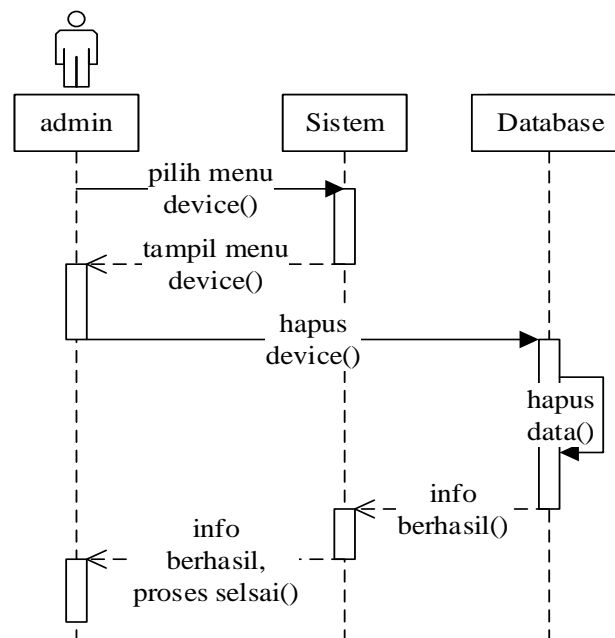 admin
Sistem
Database
pilih menu
device()
tampil menu
device()
hapus
device()
hapus
data()
info
berhasil()
info
berhasil,
proses selsai()